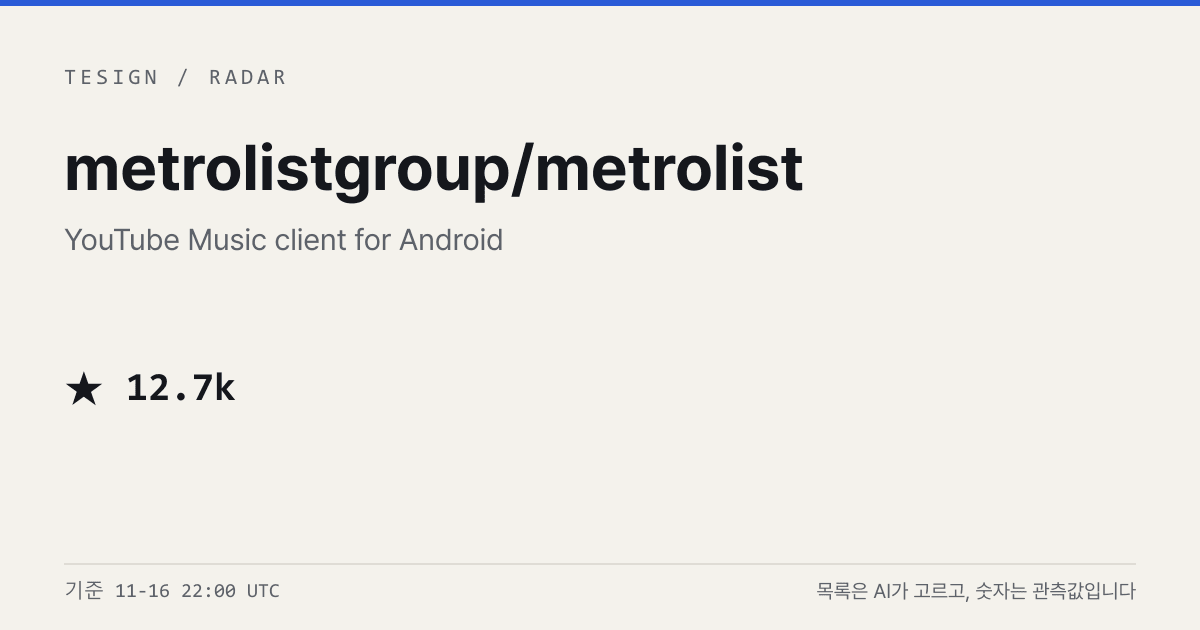 TESIGN / RADAR
metrolistgroup/metrolist
YouTube Music client for Android
★ 12.7k
기준 11-16 22:00 UTC
목록은 AI가 고르고, 숫자는 관측값입니다